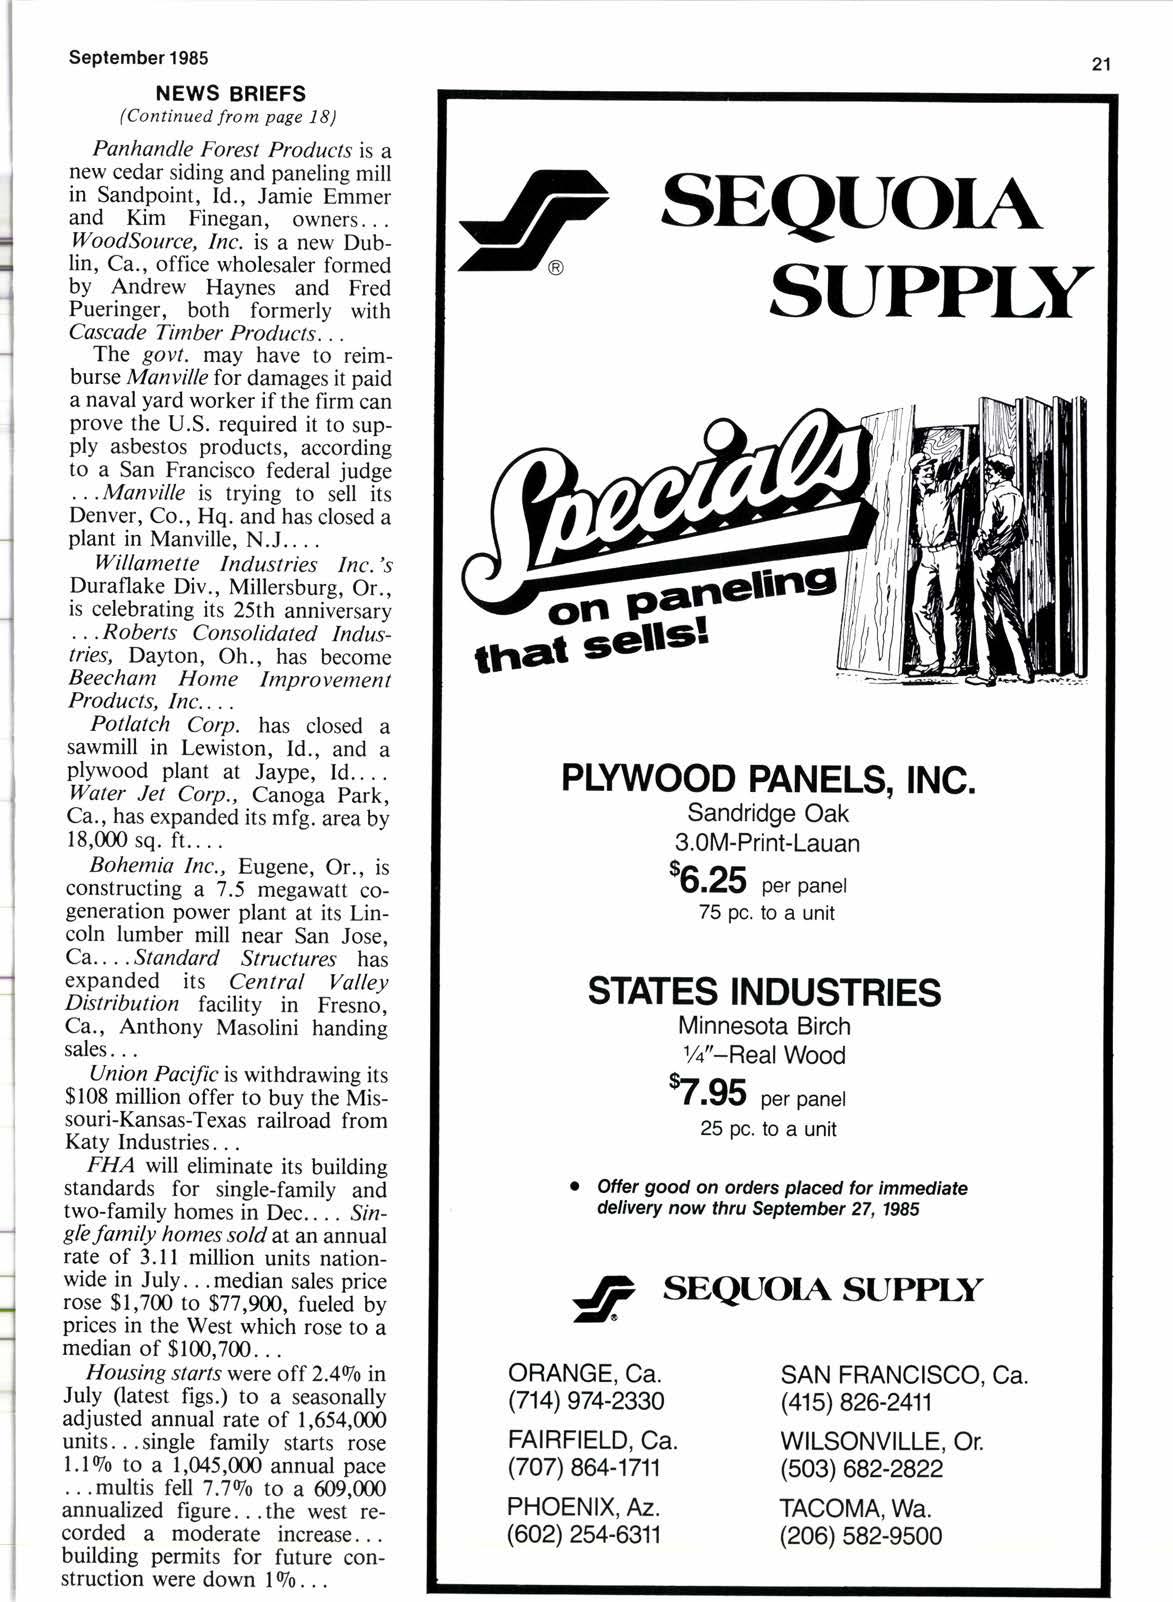 September 1985
21
NEWS BRIEFS
(Continued from page 18)
Panhandle Forest Products is a
new cedar siding and paneling mill
in Sandpoint, Id., Jamie Emmer
and Kim Finegan, owners...
WoodSource, Inc. is a new Dub-
lin, Ca., office wholesaler formed
by Andrew Haynes and Fred
Pueringer, both formerly with
Cascade Timber Products...
The govt. may have to reim-
burse Manville for damages it paid
a naval yard worker if the firm can
prove the U.S. required it to sup-
ply asbestos products, according
to a San Francisco federal judge
...Manville is trying to sell its
Denver, Co., Hq. and has closed a
plant in Manville, N.J....
Willamette Industries Inc.'s
Duraflake Div., Millersburg, Or.,
is celebrating its 25th anniversary
...Roberts Consolidated Indus-
tries, Dayton, Oh., has become
Beecham Home Improvement
Products, Inc....
Potlatch Corp. has closed a
sawmill in Lewiston, Id., and a
plywood plant at Jaype, Id....
Water Jet Corp., Canoga Park,
Ca., has expanded its mfg. area by
18,000 sq. ft....
Bohemia Inc., Eugene, Or., is
constructing a 7.5 megawatt co-
generation power plant at its Lin-
coln lumber mill near San Jose,
Ca....Standard Structures has
expanded its Central Valley
Distribution facility in Fresno,
Ca., Anthony Masolini handing
sales...
Union Pacific is withdrawing its
$108 million offer to buy the Mis-
souri-Kansas-Texas railroad from
Katy Industries...
FHA will eliminate its building
standards for single-family and
two-family homes in Dec.... Sin-
gle family homes sold at an annual
rate of 3.11 million units nation-
wide in July...median sales price
rose $1,700 to $77,900, fueled by
prices in the West which rose to a
median of $100,700...
Housing starts were off 2.4% in
July (latest figs.) to a seasonally
adjusted annual rate of 1,654,000
units...single family starts rose
1.1% to a 1,045,000 annual pace
...multis fell 7.7% to a 609,000
annualized figure...the west re-
corded a moderate increase...
building permits for future con-
struction were down 1%...
®
SEQUOIA
SUPPLY
Specials
on paneling
that sells!
PLYWOOD PANELS, INC.
Sandridge Oak
3.0M-Print-Lauan
$6.25 per panel
75 pc. to a unit
STATES INDUSTRIES
Minnesota Birch
¼"–Real Wood
$7.95 per panel
25 pc. to a unit
• Offer good on orders placed for immediate
delivery now thru September 27, 1985
® SEQUOIA SUPPLY
ORANGE, Ca.
(714) 974-2330
FAIRFIELD, Ca.
(707) 864-1711
PHOENIX, Az.
(602) 254-6311
SAN FRANCISCO, Ca.
(415) 826-2411
WILSONVILLE, Or.
(503) 682-2822
TACOMA, Wa.
(206) 582-9500